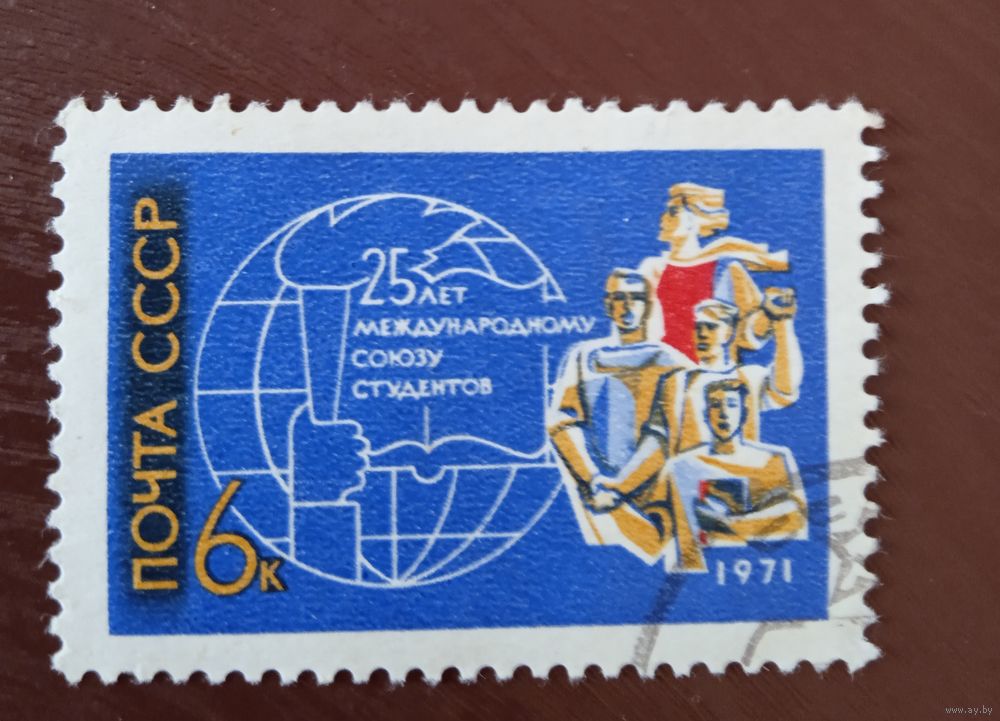 ПОЧТА СССР
25 ЛЕТ
МЕЖДУНАРОДНОМУ
СОЮЗУ
СТУДЕНТОВ
6К
1971
www.ay.by